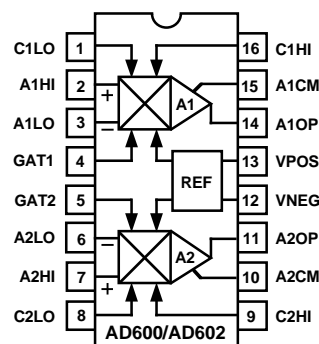 C1LO 1 16 C1HI
A1HI 2 + A1 15 A1CM
A1LO 3 − 14 A1OP
GAT1 4 13 VPOS
REF
GAT2 5 12 VNEG
A2LO 6 − 11 A2OP
A2HI 7 + A2 10 A2CM
C2LO 8 9 C2HI
AD600/AD602